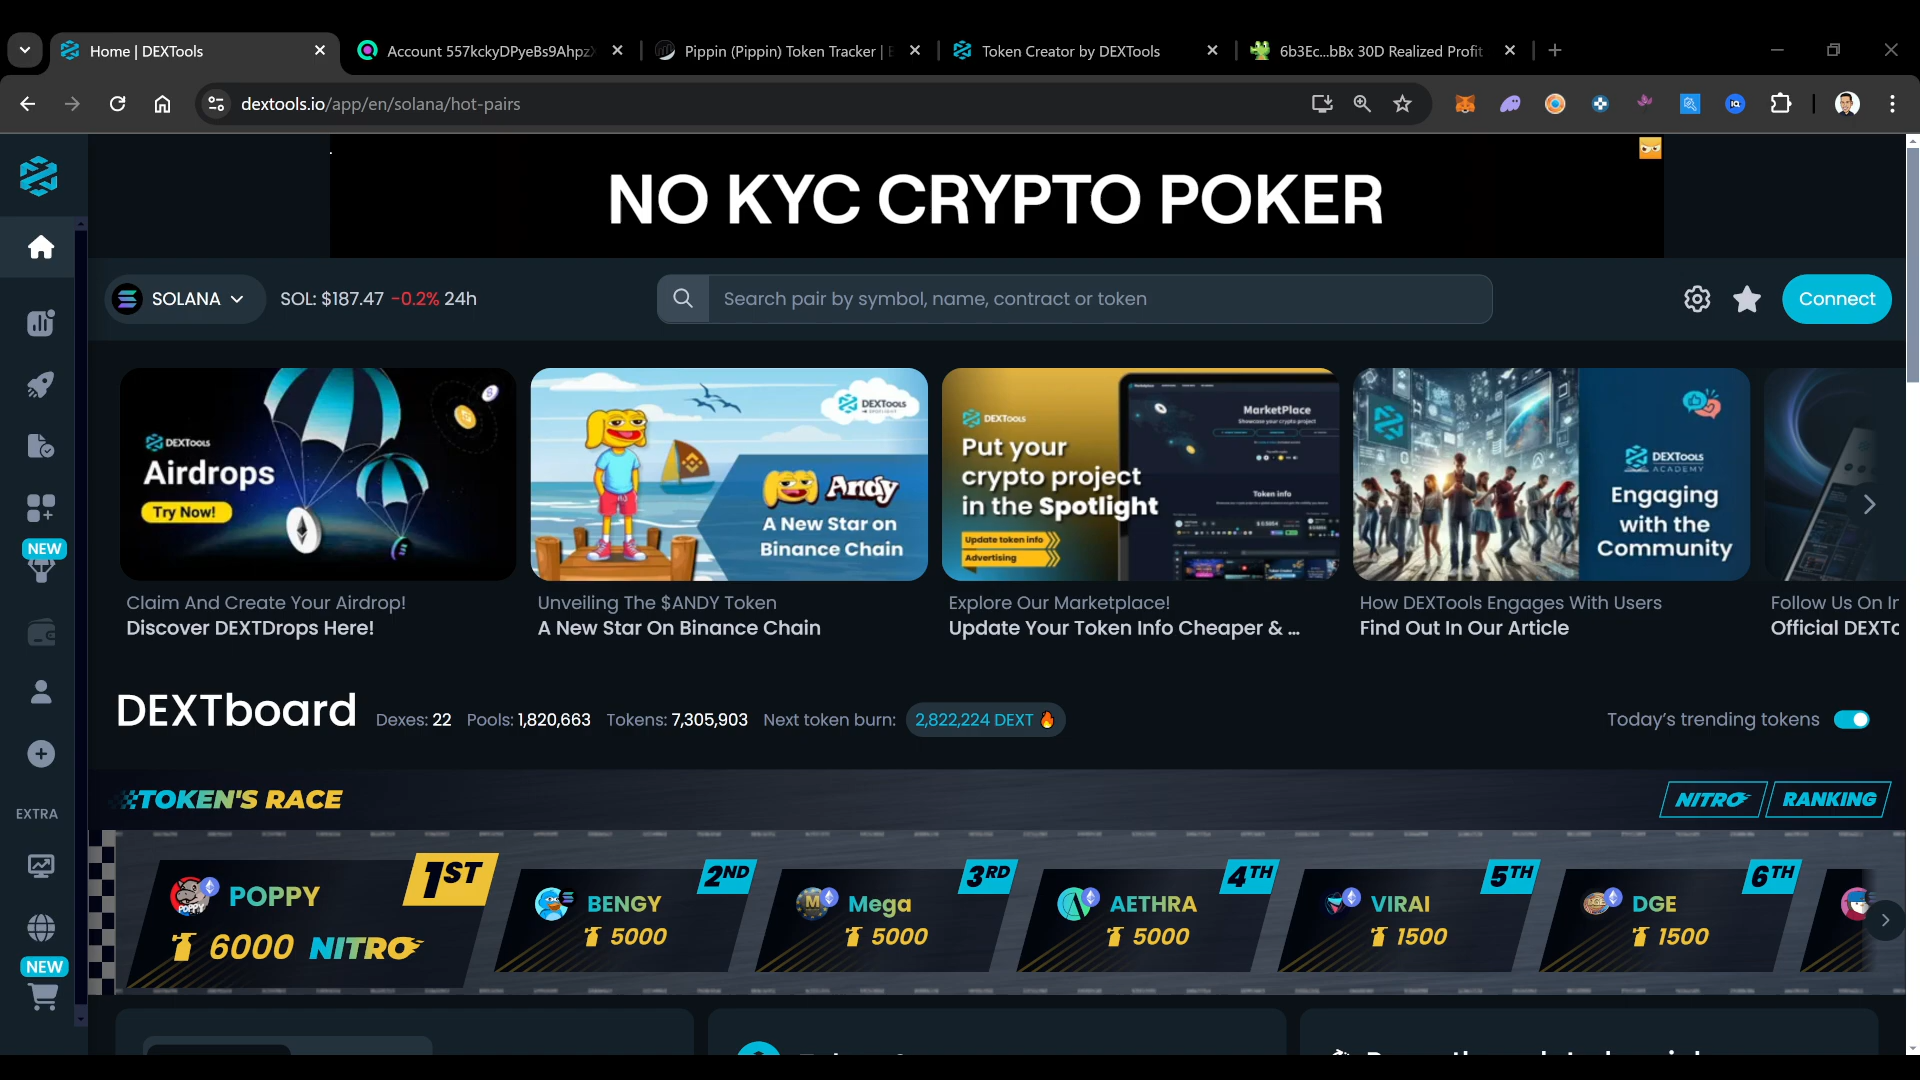 Home | DEXTools
Account 557kckyDPyeBs9Ahpz
Pippin (Pippin) Token Tracker |
Token Creator by DEXTools
6b3Ec...bBx 30D Realized Profit
dextools.io/app/en/solana/hot-pairs
NO KYC CRYPTO POKER
SOLANA
SOL: $187.47 -0.2% 24h
Search pair by symbol, name, contract or token
Connect
DEXTools
Airdrops
Try Now!
DEXTools
Andy
A New Star on
Binance Chain
DEXTools
Put your
crypto project
in the Spotlight
Update token info
Advertising
MarketPlace
Showcase your crypto project
Token info
DEXTools
ACADEMY
Engaging
with the
Community
NEW
Claim And Create Your Airdrop!
Discover DEXTDrops Here!
Unveiling The $ANDY Token
A New Star On Binance Chain
Explore Our Marketplace!
Update Your Token Info Cheaper & ...
How DEXTools Engages With Users
Find Out In Our Article
Follow Us On
Official
DEXTboard
Dexes: 22 Pools: 1,820,663 Tokens: 7,305,903 Next token burn: 2,822,224 DEXT
Today's trending tokens
EXTRA
TOKEN'S RACE
NITRO
RANKING
1ST
POPPY
6000 NITRO
2ND
BENGY
5000
3RD
Mega
5000
4TH
AETHRA
5000
5TH
VIRAI
1500
6TH
DGE
1500
NEW